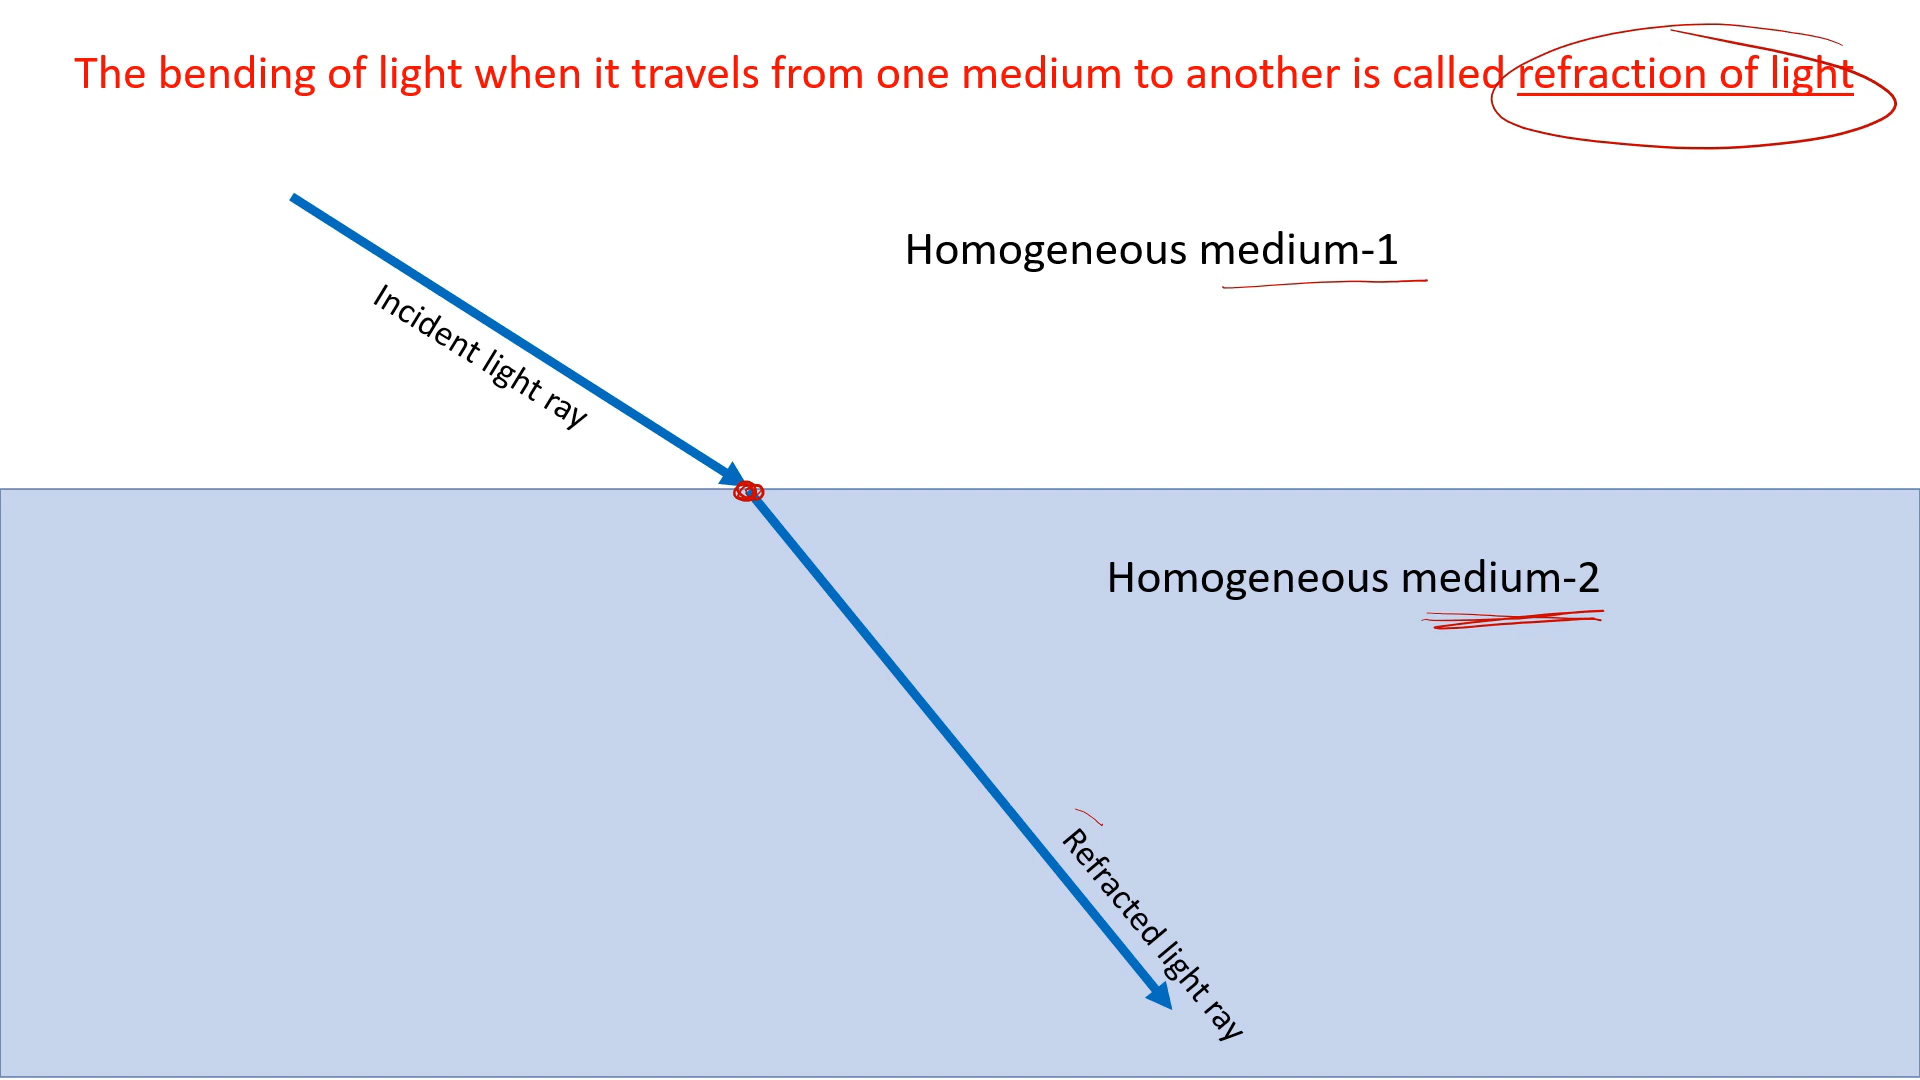 The bending of light when it travels from one medium to another is called refraction of light
Homogeneous medium-1
Incident light ray
Homogeneous medium-2
Refracted light ray